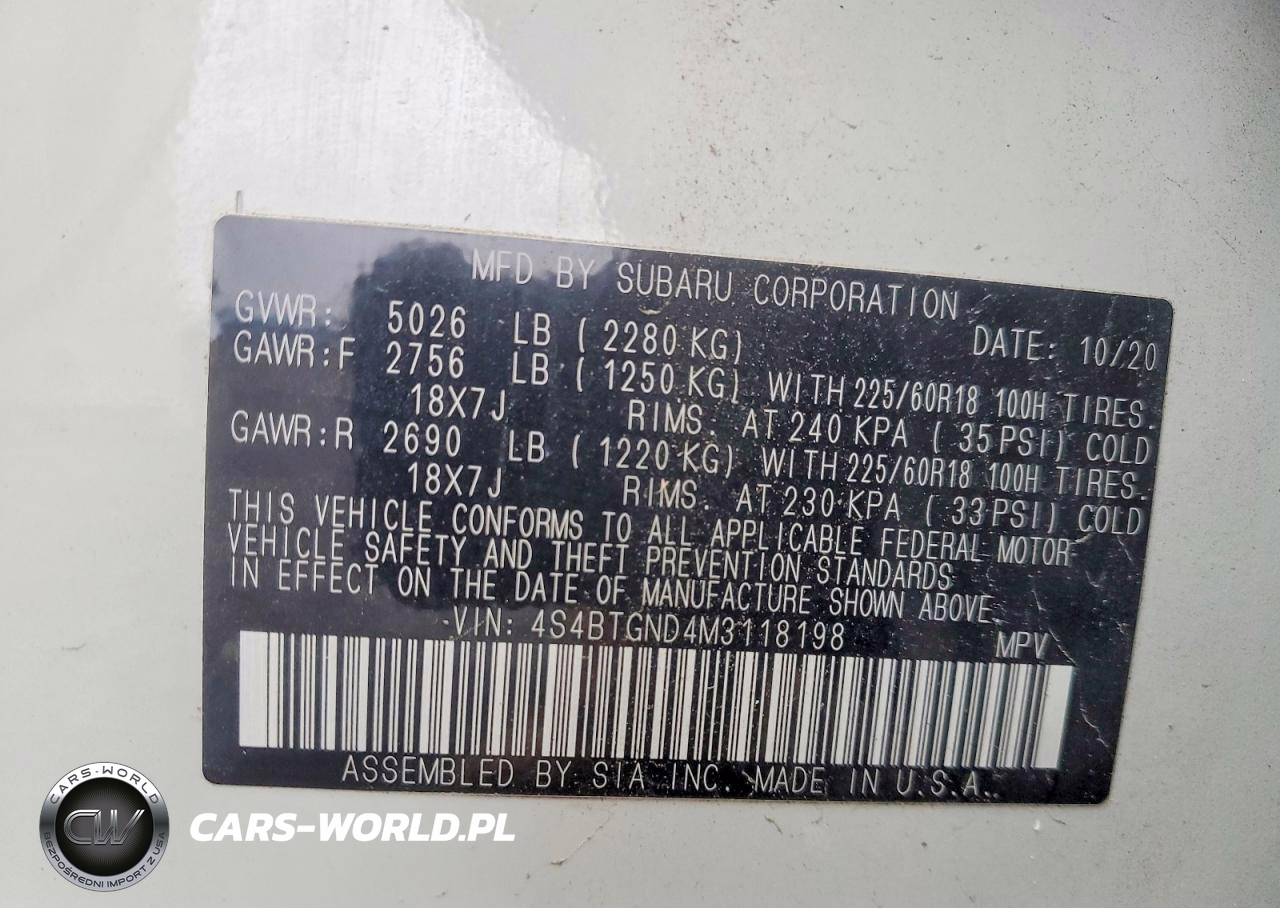 MFD BY SUBARU CORPORATION
GVWR: 5026 LB ( 2280 KG) DATE: 10/20
GAWR:F 2756 LB ( 1250 KG) WITH 225/60R18 100H TIRES.
18X7J RIMS. AT 240 KPA ( 35 PSI) COLD
GAWR:R 2690 LB ( 1220 KG) WITH 225/60R18 100H TIRES.
18X7J RIMS. AT 230 KPA ( 33 PSI) COLD
THIS VEHICLE CONFORMS TO ALL APPLICABLE FEDERAL MOTOR
VEHICLE SAFETY AND THEFT PREVENTION STANDARDS
IN EFFECT ON THE DATE OF MANUFACTURE SHOWN ABOVE.
VIN: 4S4BTGND4M3118198 MPV
ASSEMBLED BY SIA INC. MADE IN U.S.A.
CARS-WORLD
CW
BEZPOŚREDNI IMPORT Z USA
CARS-WORLD.PL